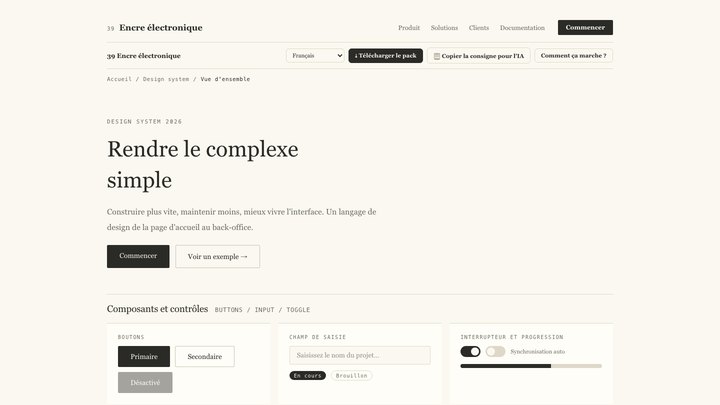 39 Encre électronique
Produit Solutions Clients Documentation Commencer
39 Encre électronique
Français
↓ Télécharger le pack
Copier la consigne pour l'IA
Comment ça marche ?
Accueil / Design system / Vue d'ensemble
DESIGN SYSTEM 2026
Rendre le complexe
simple
Construire plus vite, maintenir moins, mieux vivre l'interface. Un langage de
design de la page d'accueil au back-office.
Commencer
Voir un exemple →
Composants et contrôles BUTTONS / INPUT / TOGGLE
BOUTONS
Primaire
Secondaire
Désactivé
CHAMP DE SAISIE
Saisissez le nom du projet...
En cours
Brouillon
INTERRUPTEUR ET PROGRESSION
Synchronisation auto